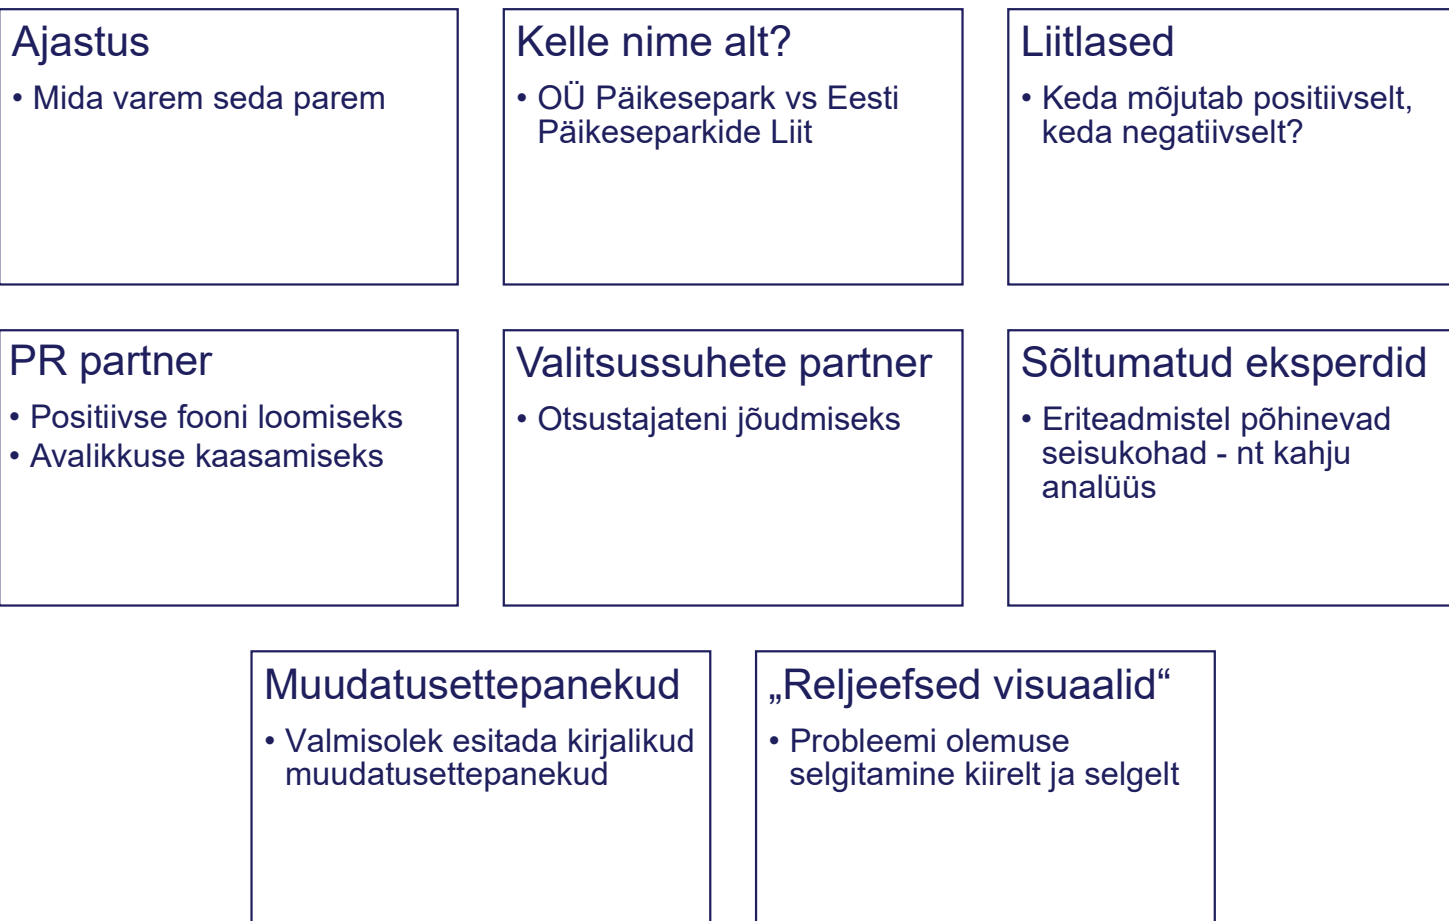 Ajastus
• Mida varem seda parem
Kelle nime alt?
• OÜ Päikesepark vs Eesti
Päikeseparkide Liit
Liitlased
• Keda mõjutab positiivselt,
keda negatiivselt?
PR partner
• Positiivse fooni loomiseks
• Avalikkuse kaasamiseks
Valitsussuhete partner
• Otsustajateni jõudmiseks
Sõltumatud eksperdid
• Eriteadmistel põhinevad
seisukohad - nt kahju
analüüs
Muudatusettepanekud
• Valmisolek esitada kirjalikud
muudatusettepanekud
„Reljeefsed visuaalid“
• Probleemi olemuse
selgitamine kiirelt ja selgelt